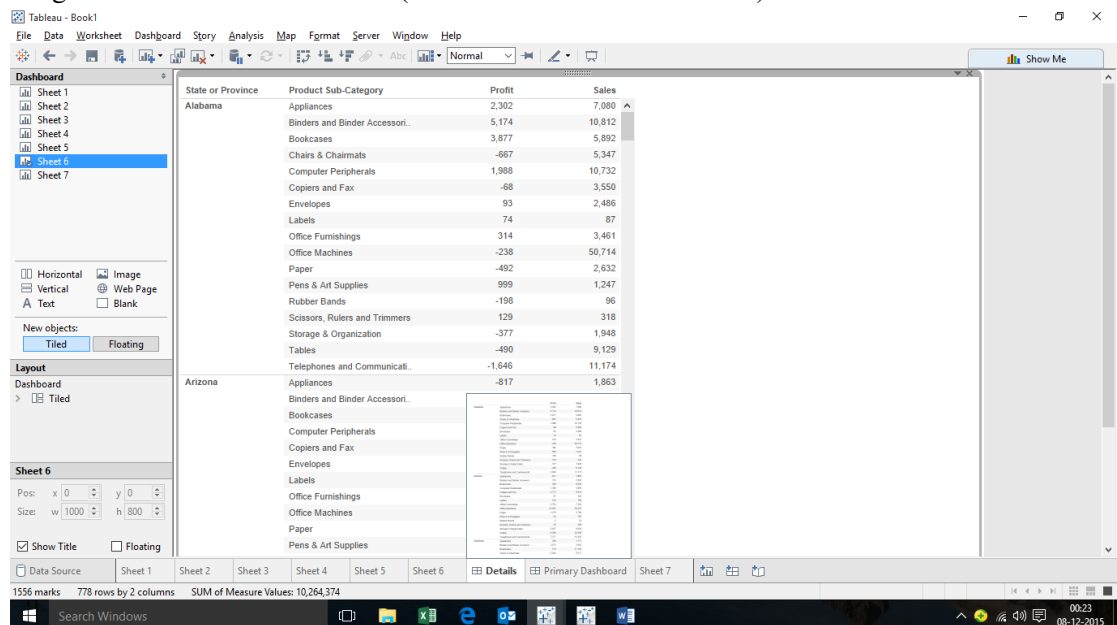 Tableau - Book1
File Data Worksheet Dashboard Story Analysis Map Format Server Window Help
Abc Normal Show Me
Dashboard
Sheet 1
Sheet 2
Sheet 3
Sheet 4
Sheet 5
Sheet 6
Sheet 7
Horizontal Image
Vertical Web Page
A Text Blank
New objects:
Tiled Floating
Layout
Dashboard
Tiled
Sheet 6
Pos: x 0 y 0
Size: w 1000 h 800
Show Title Floating
State or Province Product Sub-Category Profit Sales
Alabama Appliances 2,302 7,080
Binders and Binder Accessori.. 5,174 10,812
Bookcases 3,877 5,892
Chairs & Chairmats -667 5,347
Computer Peripherals 1,988 10,732
Copiers and Fax -68 3,550
Envelopes 93 2,486
Labels 74 87
Office Furnishings 314 3,461
Office Machines -238 50,714
Paper -492 2,632
Pens & Art Supplies 999 1,247
Rubber Bands -198 96
Scissors, Rulers and Trimmers 129 318
Storage & Organization -377 1,948
Tables -490 9,129
Telephones and Communicati.. -1,646 11,174
Arizona Appliances -817 1,863
Binders and Binder Accessori..
Bookcases
Computer Peripherals
Copiers and Fax
Envelopes
Labels
Office Furnishings
Office Machines
Paper
Pens & Art Supplies
Data Source Sheet 1 Sheet 2 Sheet 3 Sheet 4 Sheet 5 Sheet 6 Details Primary Dashboard Sheet 7
1556 marks 778 rows by 2 columns SUM of Measure Values: 10,264,374
Search Windows 00:23
08-12-2015